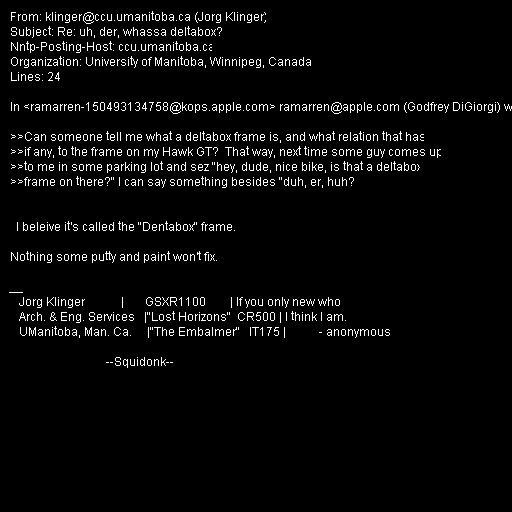 From: klinger@ccu.umanitoba.ca (Jorg Klinger)
Subject: Re: uh, der, whassa deltabox?
Nntp-Posting-Host: ccu.umanitoba.ca
Organization: University of Manitoba, Winnipeg, Canada
Lines: 24

In <ramarren-150493134758@kops.apple.com> ramarren@apple.com (Godfrey DiGiorgi) w

>>Can someone tell me what a deltabox frame is, and what relation that has
>>if any, to the frame on my Hawk GT?  That way, next time some guy comes up
>>to me in some parking lot and sez "hey, dude, nice bike, is that a deltabox
>>frame on there?" I can say something besides "duh, er, huh?

  I beleive it's called the "Dentabox" frame.

Nothing some putty and paint won't fix.

__
   Jorg Klinger            |       GSXR1100        | If you only new who
   Arch. & Eng. Services   |"Lost Horizons"  CR500 | I think I am.
   UManitoba, Man. Ca.     |"The Embalmer"   IT175 |           - anonymous

                                --Squidonk--